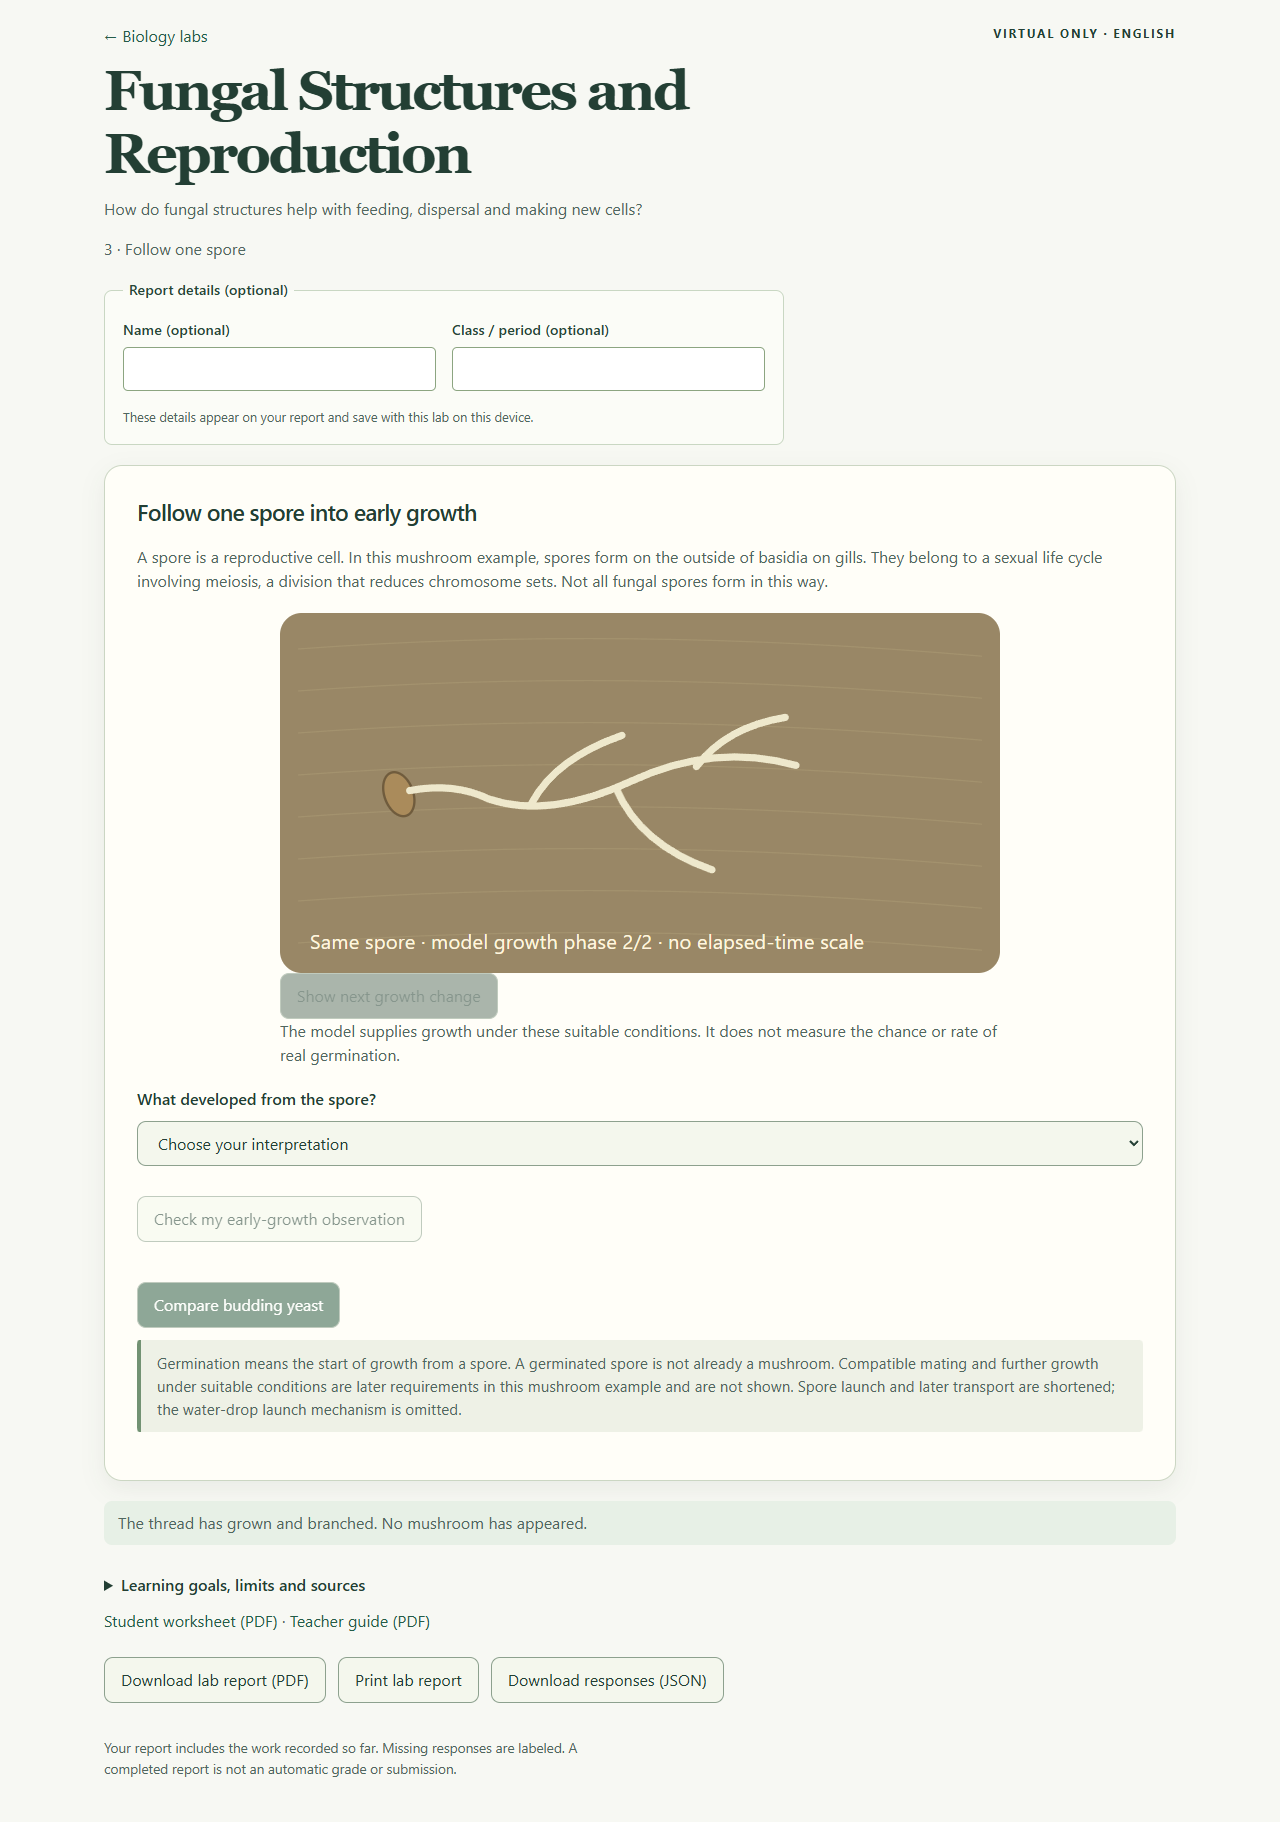 ← Biology labs
VIRTUAL ONLY · ENGLISH
Fungal Structures and
Reproduction
How do fungal structures help with feeding, dispersal and making new cells?
3 · Follow one spore
Report details (optional)
Name (optional)
Class / period (optional)
These details appear on your report and save with this lab on this device.
Follow one spore into early growth
A spore is a reproductive cell. In this mushroom example, spores form on the outside of basidia on gills. They belong to a sexual life cycle
involving meiosis, a division that reduces chromosome sets. Not all fungal spores form in this way.
Same spore · model growth phase 2/2 · no elapsed-time scale
Show next growth change
The model supplies growth under these suitable conditions. It does not measure the chance or rate of
real germination.
What developed from the spore?
Choose your interpretation
Check my early-growth observation
Compare budding yeast
Germination means the start of growth from a spore. A germinated spore is not already a mushroom. Compatible mating and further growth
under suitable conditions are later requirements in this mushroom example and are not shown. Spore launch and later transport are shortened;
the water-drop launch mechanism is omitted.
The thread has grown and branched. No mushroom has appeared.
▶ Learning goals, limits and sources
Student worksheet (PDF) · Teacher guide (PDF)
Download lab report (PDF)
Print lab report
Download responses (JSON)
Your report includes the work recorded so far. Missing responses are labeled. A
completed report is not an automatic grade or submission.